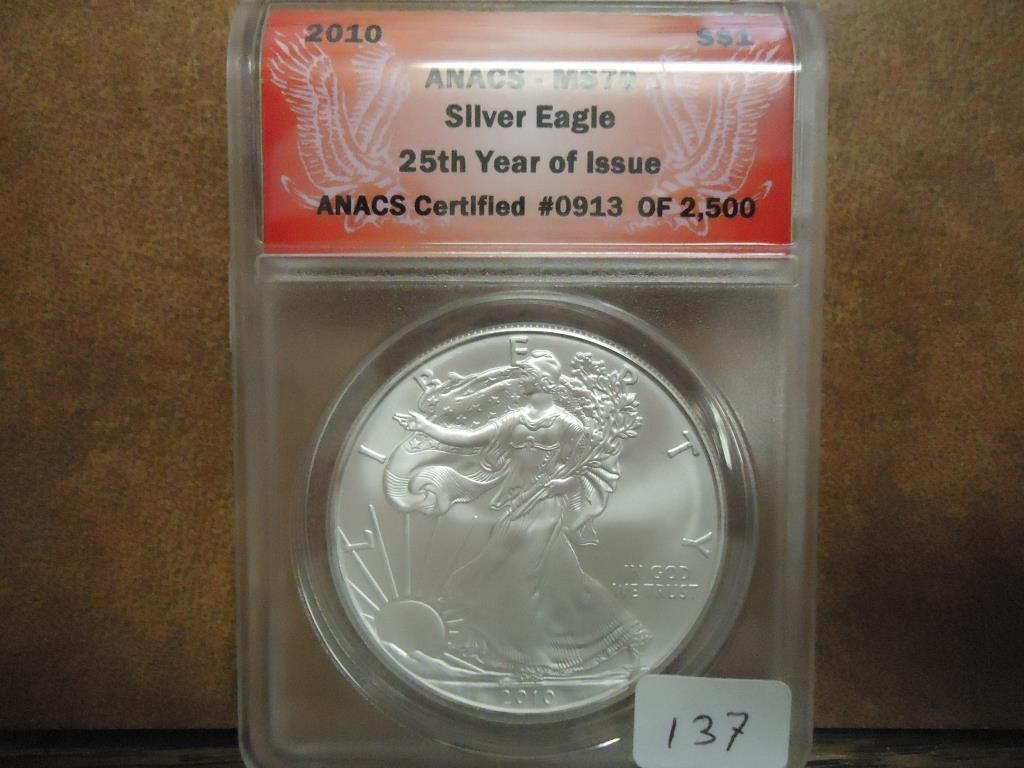 2010 S$1
ANACS - MS70
Silver Eagle
25th Year of Issue
ANACS Certified #0913 OF 2,500
LIBERTY
IN GOD
WE TRUST
2010
137